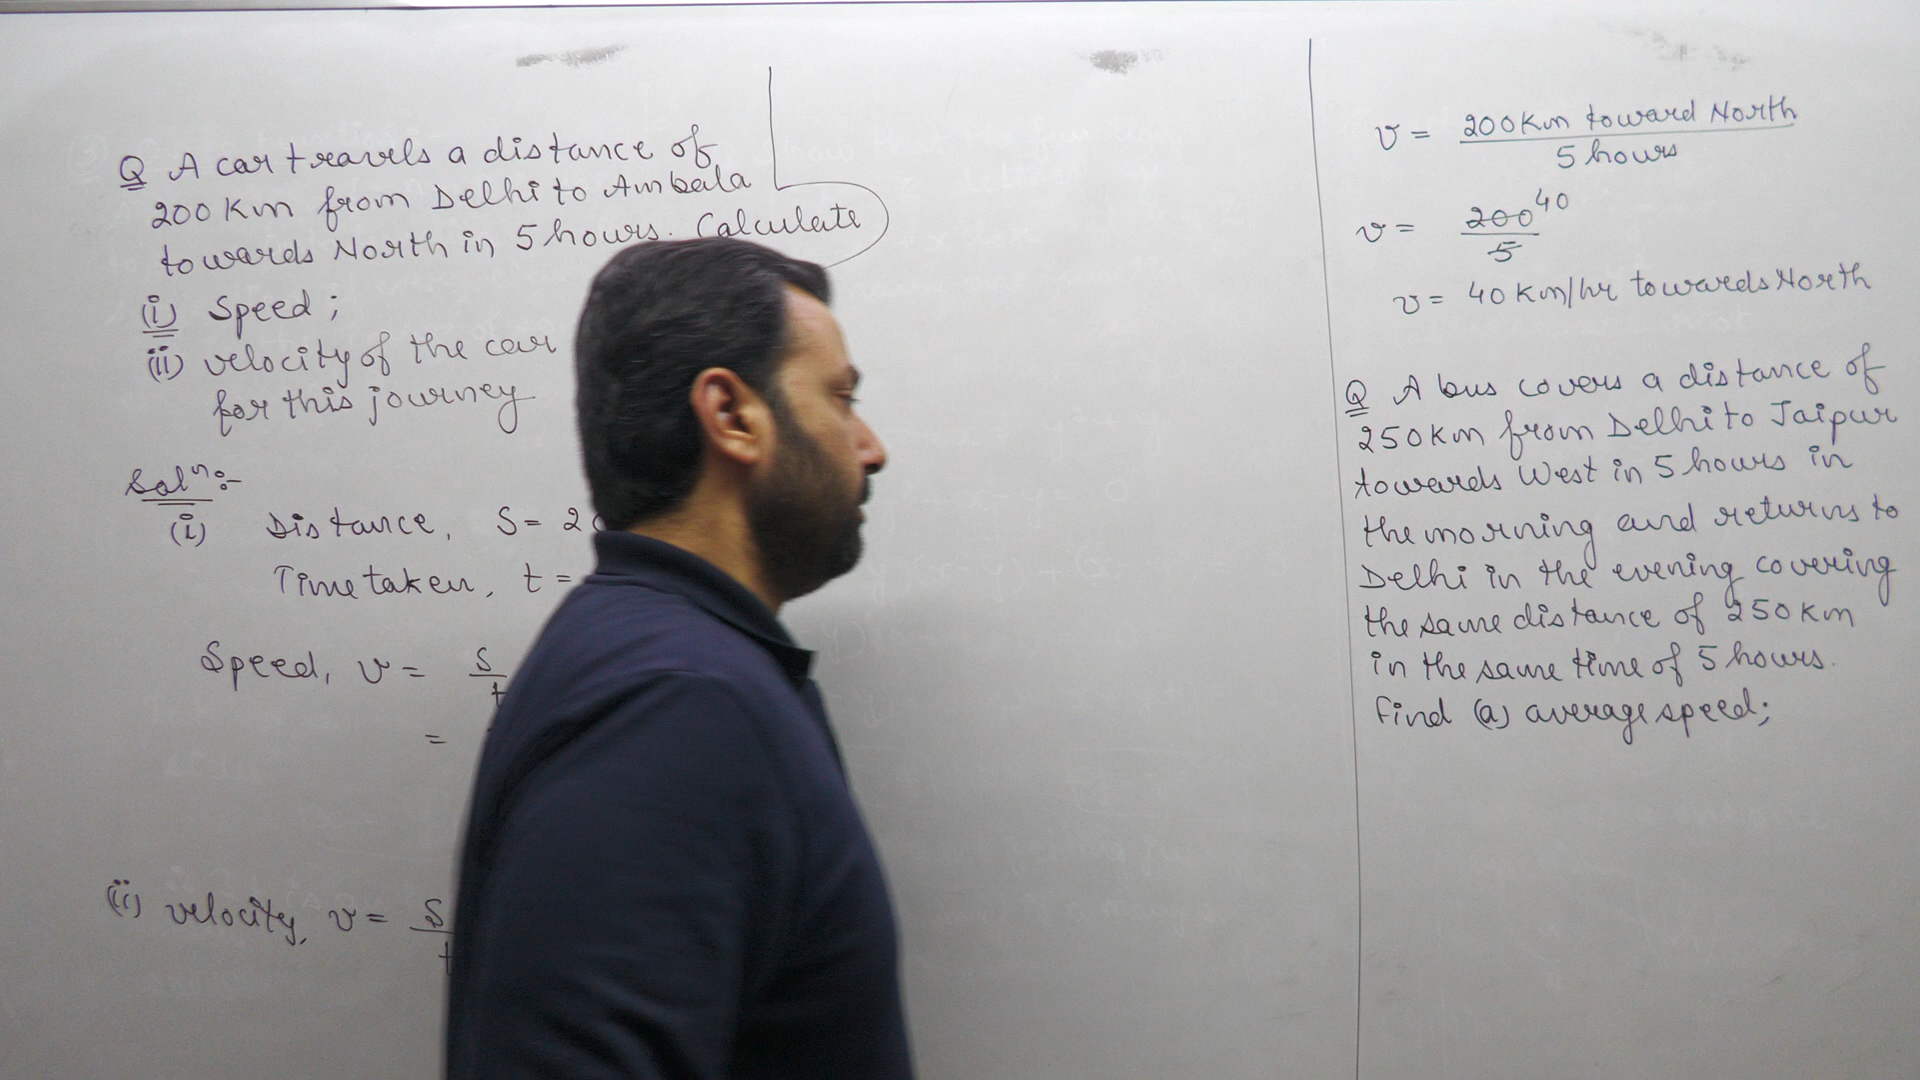 Q A car travels a distance of
200 Km from Delhi to Ambala
towards North in 5 hours. Calculate
(i) Speed ;
(ii) velocity of the car
for this journey
Solⁿ:-
(i) Distance, S = 2
Time taken, t =
Speed, v = s/t
=
(ii) velocity, v = s/t
v = 200Km toward North / 5 hours
v = 200 40 / 5
v = 40 Km/hr towards North
Q A bus covers a distance of
250Km from Delhi to Jaipur
towards West in 5 hours in
the morning and returns to
Delhi in the evening covering
the same distance of 250 Km
in the same time of 5 hours.
Find (a) average speed;